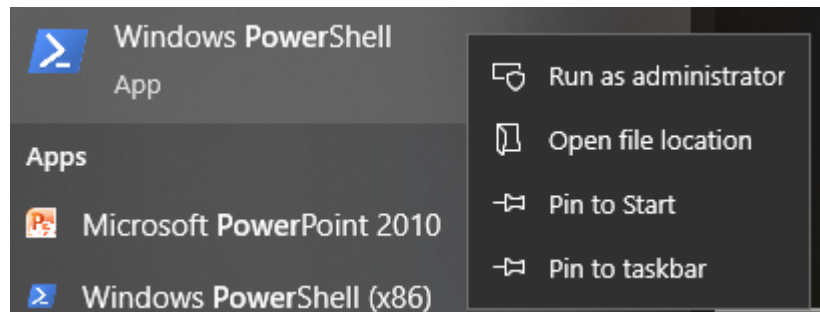 Windows PowerShell
App
Apps
Microsoft PowerPoint 2010
Windows PowerShell (x86)
Run as administrator
Open file location
Pin to Start
Pin to taskbar